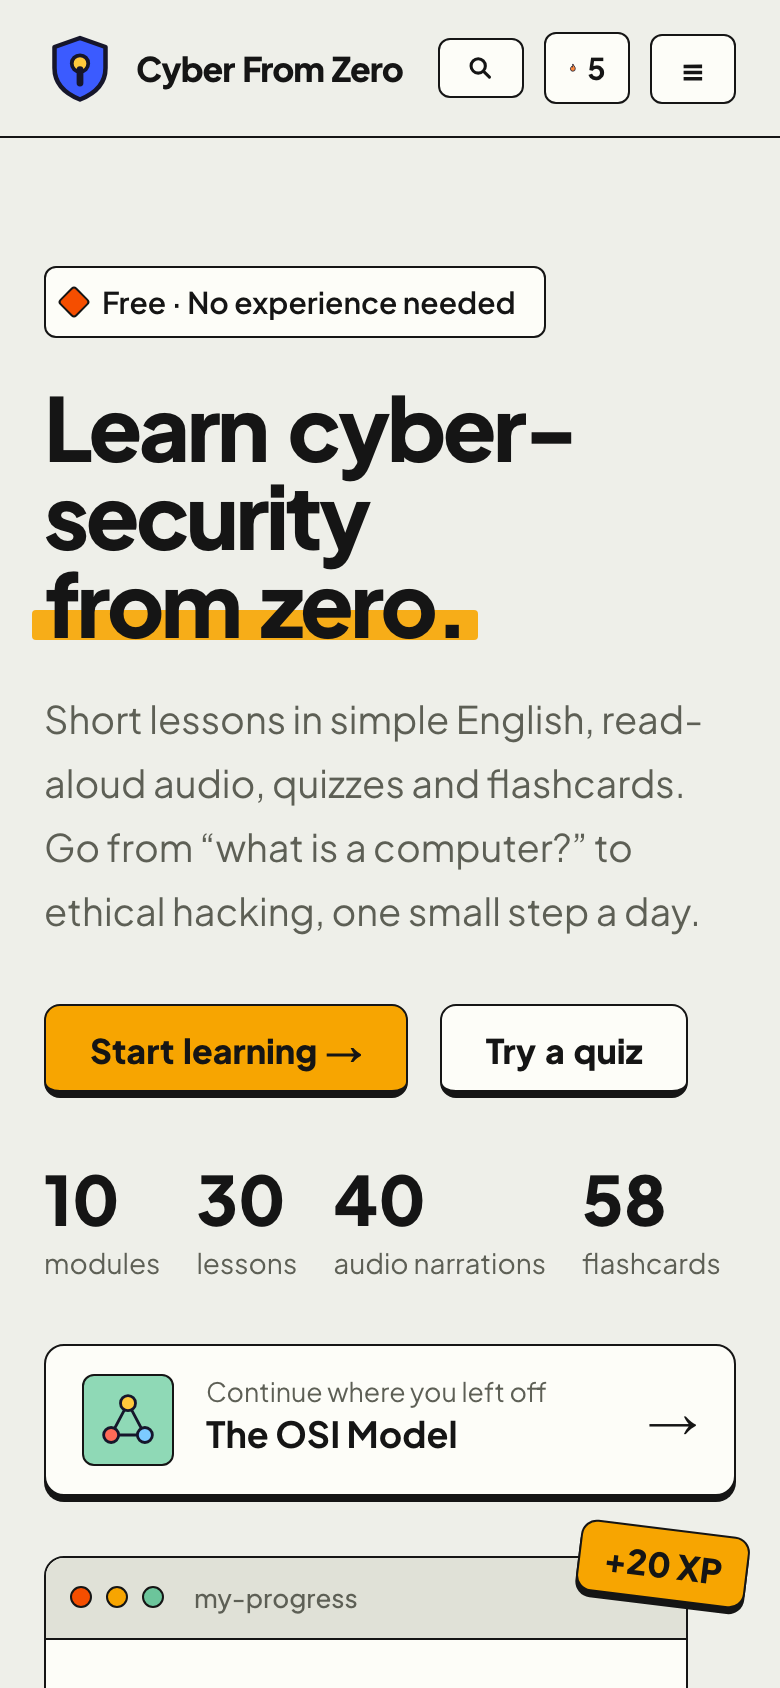 Cyber From Zero
5
Free · No experience needed
Learn cyber-
security
from zero.
Short lessons in simple English, read-
aloud audio, quizzes and flashcards.
Go from “what is a computer?” to
ethical hacking, one small step a day.
Start learning →
Try a quiz
10
modules
30
lessons
40
audio narrations
58
flashcards
Continue where you left off
The OSI Model
→
+20 XP
my-progress